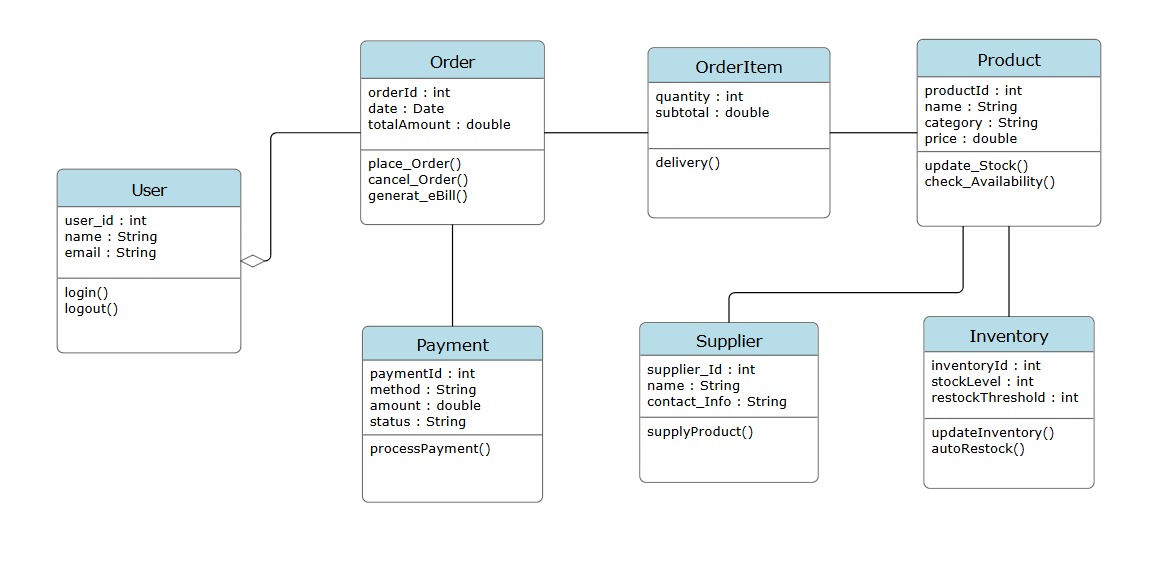 Order
orderId : int
date : Date
totalAmount : double
place_Order()
cancel_Order()
generat_eBill()
OrderItem
quantity : int
subtotal : double
delivery()
Product
productId : int
name : String
category : String
price : double
update_Stock()
check_Availability()
User
user_id : int
name : String
email : String
login()
logout()
Payment
paymentId : int
method : String
amount : double
status : String
processPayment()
Supplier
supplier_Id : int
name : String
contact_Info : String
supplyProduct()
Inventory
inventoryId : int
stockLevel : int
restockThreshold : int
updateInventory()
autoRestock()